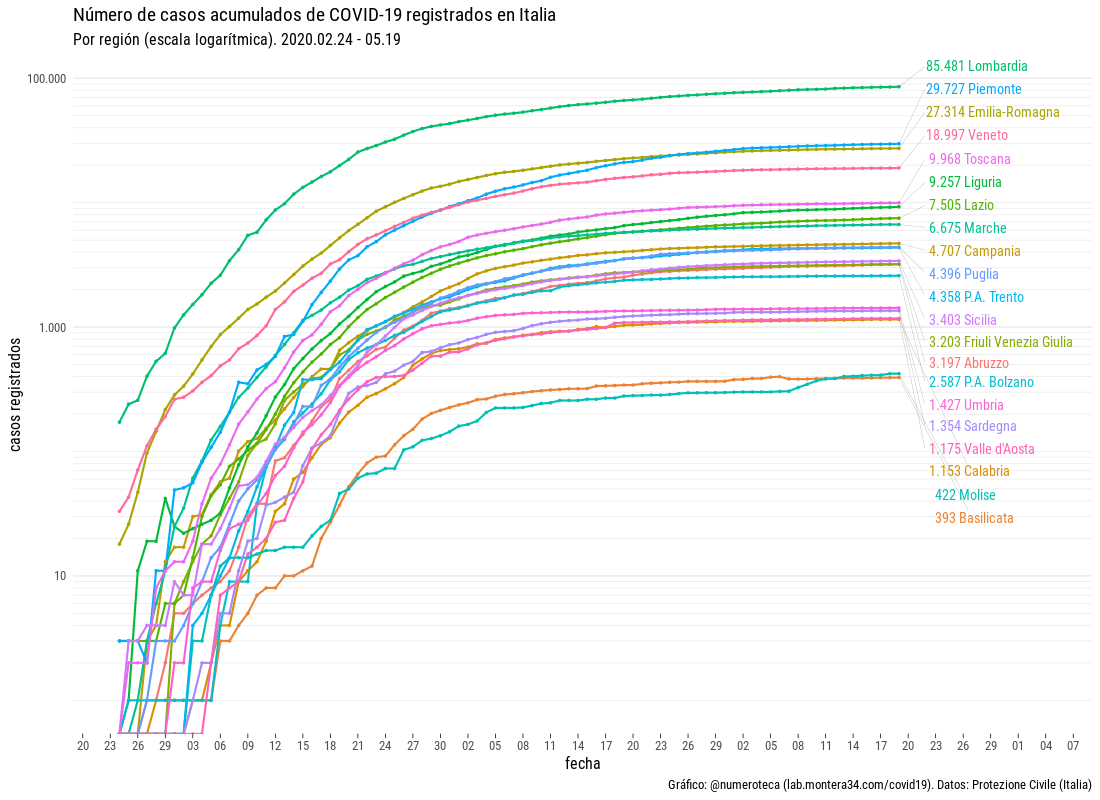 Número de casos acumulados de COVID-19 registrados en Italia
Por región (escala logarítmica). 2020.02.24 - 05.19
100.000
1.000
10
casos registrados
85.481 Lombardia
29.727 Piemonte
27.314 Emilia-Romagna
18.997 Veneto
9.968 Toscana
9.257 Liguria
7.505 Lazio
6.675 Marche
4.707 Campania
4.396 Puglia
4.358 P.A. Trento
3.403 Sicilia
3.203 Friuli Venezia Giulia
3.197 Abruzzo
2.587 P.A. Bolzano
1.427 Umbria
1.354 Sardegna
1.175 Valle d'Aosta
1.153 Calabria
422 Molise
393 Basilicata
20 23 26 29 03 06 09 12 15 18 21 24 27 30 02 05 08 11 14 17 20 23 26 29 02 05 08 11 14 17 20 23 26 29 01 04 07
fecha
Gráfico: @numeroteca (lab.montera34.com/covid19). Datos: Protezione Civile (Italia)